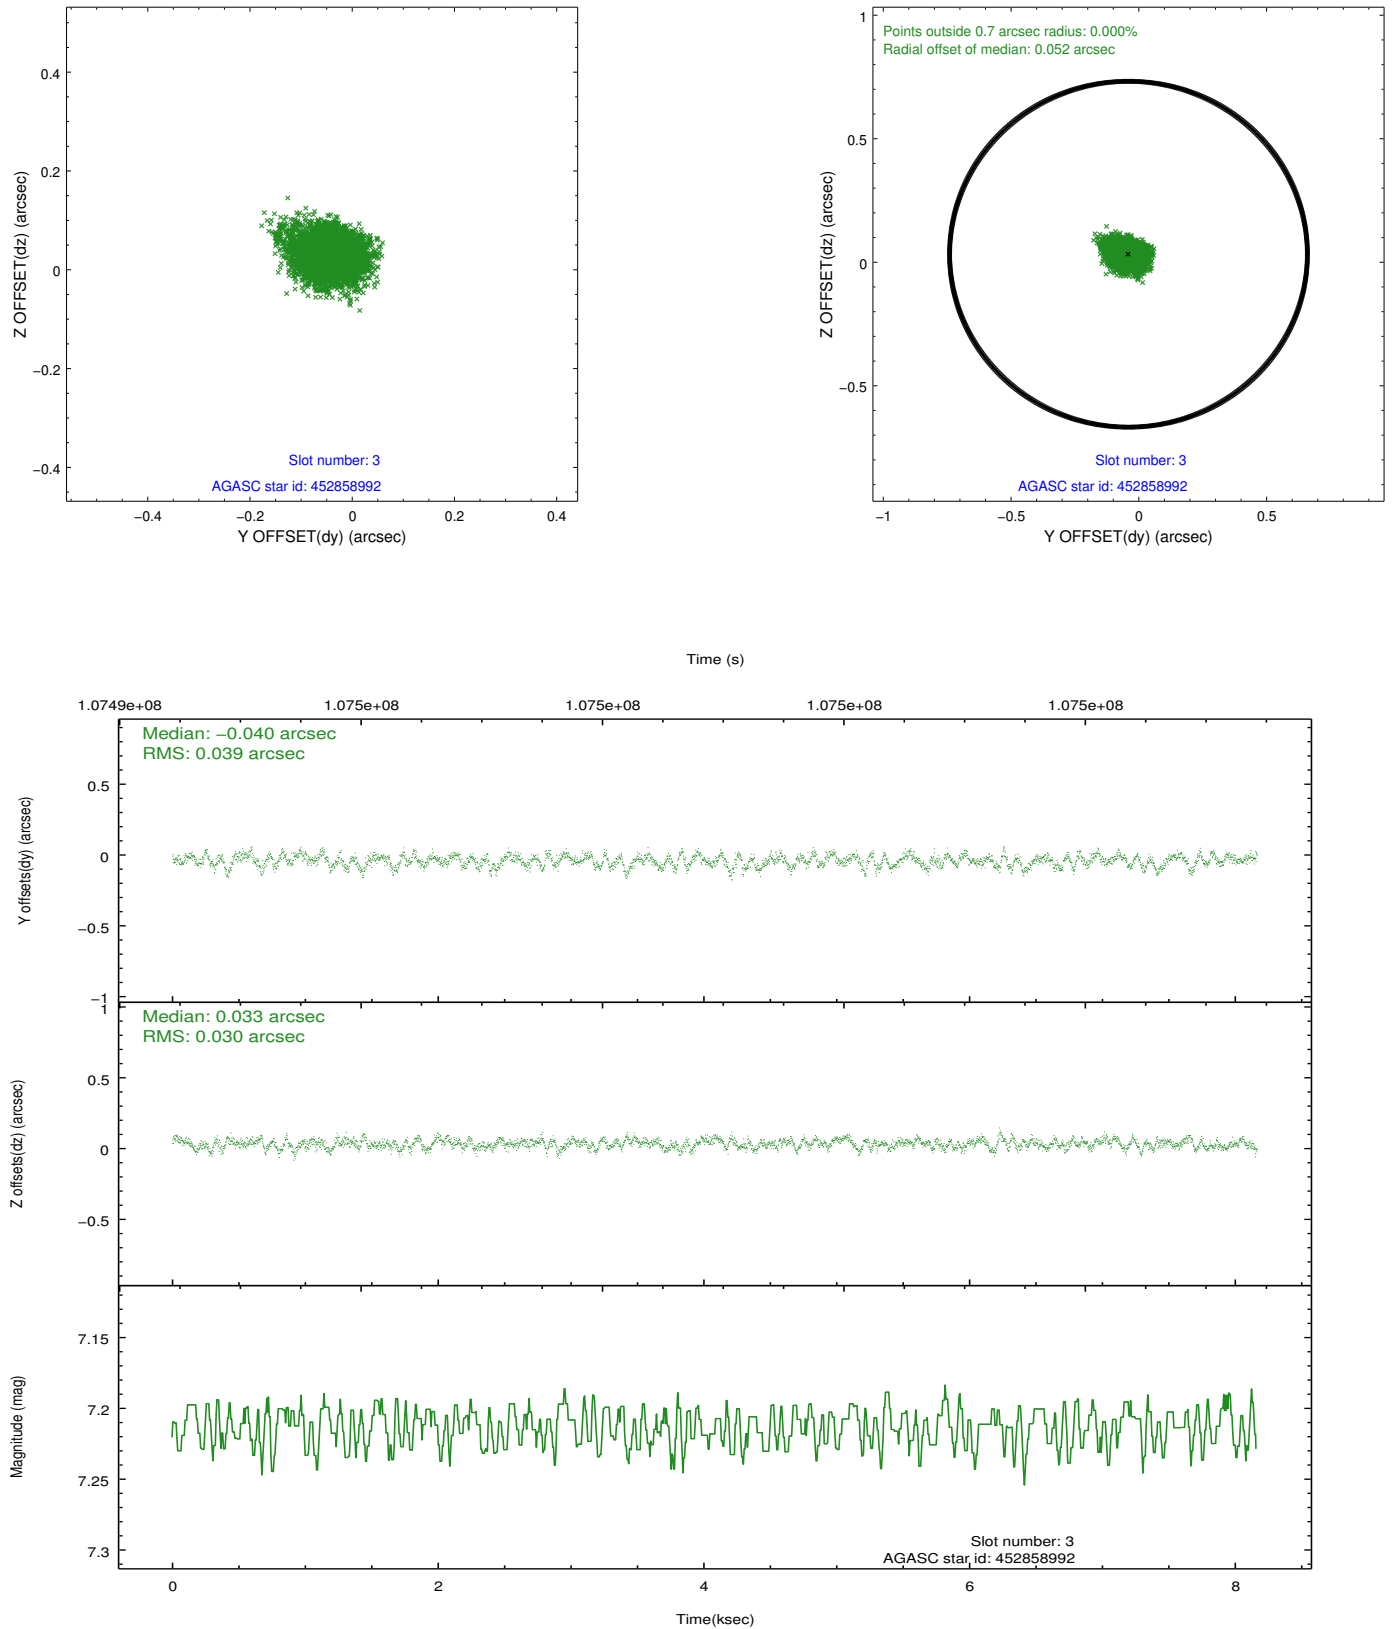 0.4
0.2
0
−0.2
−0.4
Z OFFSET(dz) (arcsec)
Slot number: 3
AGASC star id: 452858992
−0.4 −0.2 0 0.2 0.4
Y OFFSET(dy) (arcsec)
1
0.5
0
−0.5
Z OFFSET(dz) (arcsec)
Points outside 0.7 arcsec radius: 0.000%
Radial offset of median: 0.052 arcsec
Slot number: 3
AGASC star id: 452858992
−1 −0.5 0 0.5
Y OFFSET(dy) (arcsec)
Time (s)
1.0749e+08 1.075e+08 1.075e+08 1.075e+08 1.075e+08
Median: −0.040 arcsec
RMS: 0.039 arcsec
0.5
0
−0.5
−1
Y offsets(dy) (arcsec)
1
Median: 0.033 arcsec
RMS: 0.030 arcsec
0.5
0
−0.5
Z offsets(dz) (arcsec)
7.15
7.2
7.25
7.3
Magnitude (mag)
Slot number: 3
AGASC star id: 452858992
0 2 4 6 8
Time(ksec)